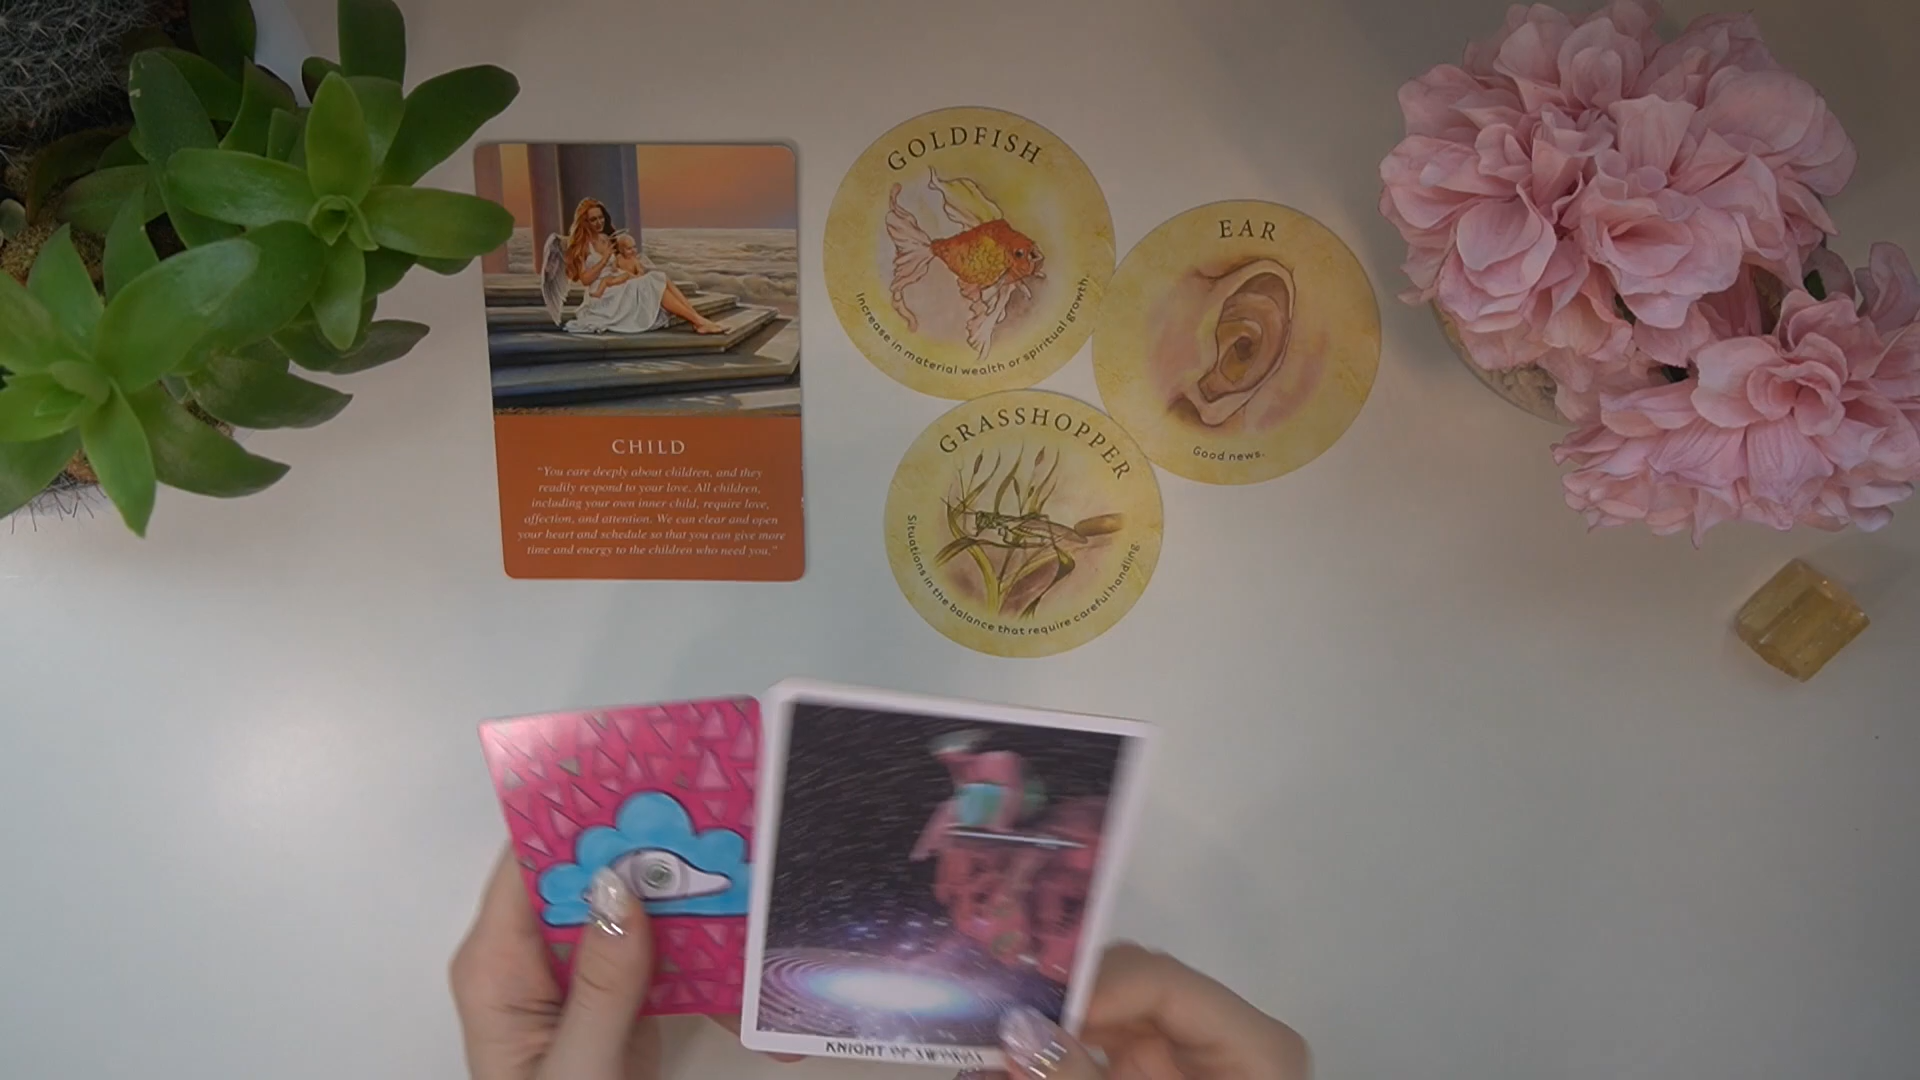 CHILD
"You care deeply about children, and they
readily respond to your love. All children,
including your own inner child, require love,
affection, and attention. We can clear and open
your heart and schedule so that you can give more
time and energy to the children who need you."
GOLDFISH
Increase in material wealth or spiritual growth.
EAR
Good news.
GRASSHOPPER
Situations in the balance that require careful handling.
KNIGHT OF SWORDS